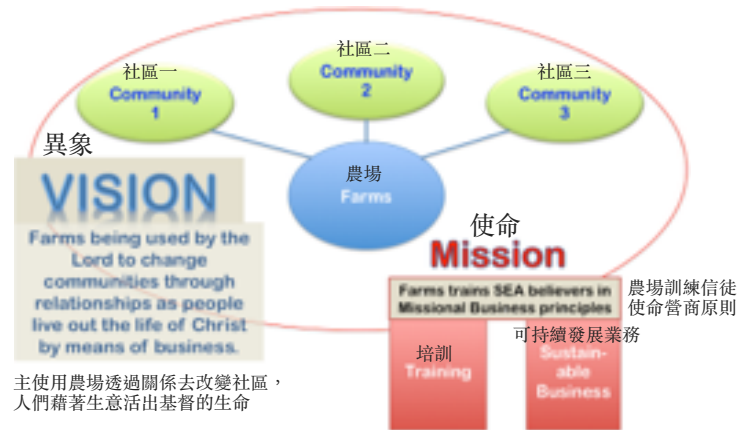 社區一
Community
1
社區二
Community
2
社區三
Community
3
農場
Farms
異象
VISION
Farms being used by the
Lord to change
communities through
relationships as people
live out the life of Christ
by means of business.
主使用農場透過關係去改變社區，
人們藉著生意活出基督的生命
使命
Mission
Farms trains SEA believers in
Missional Business principles
農場訓練信徒
使命營商原則
培訓
Training
可持續發展業務
Sustain-
able
Business